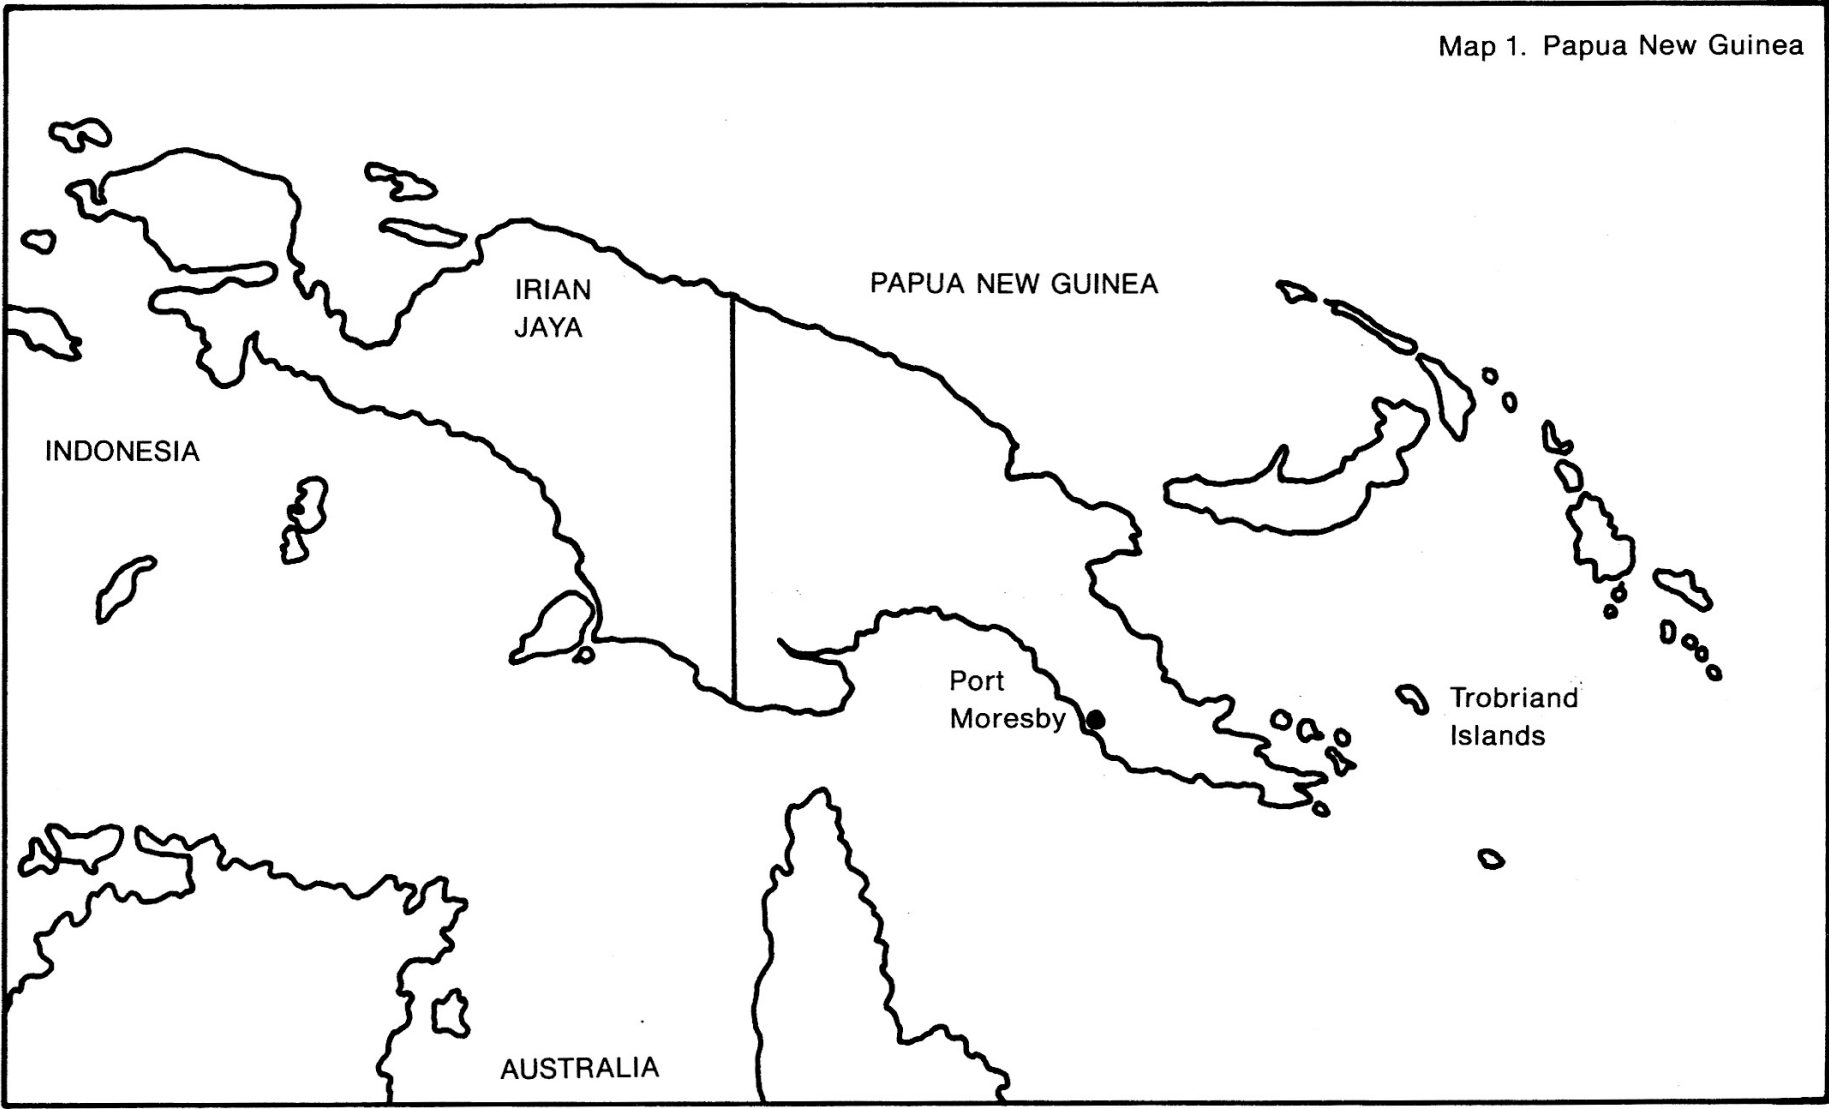 Map 1. Papua New Guinea
IRIAN
JAYA
PAPUA NEW GUINEA
INDONESIA
Port
Moresby
Trobriand
Islands
AUSTRALIA